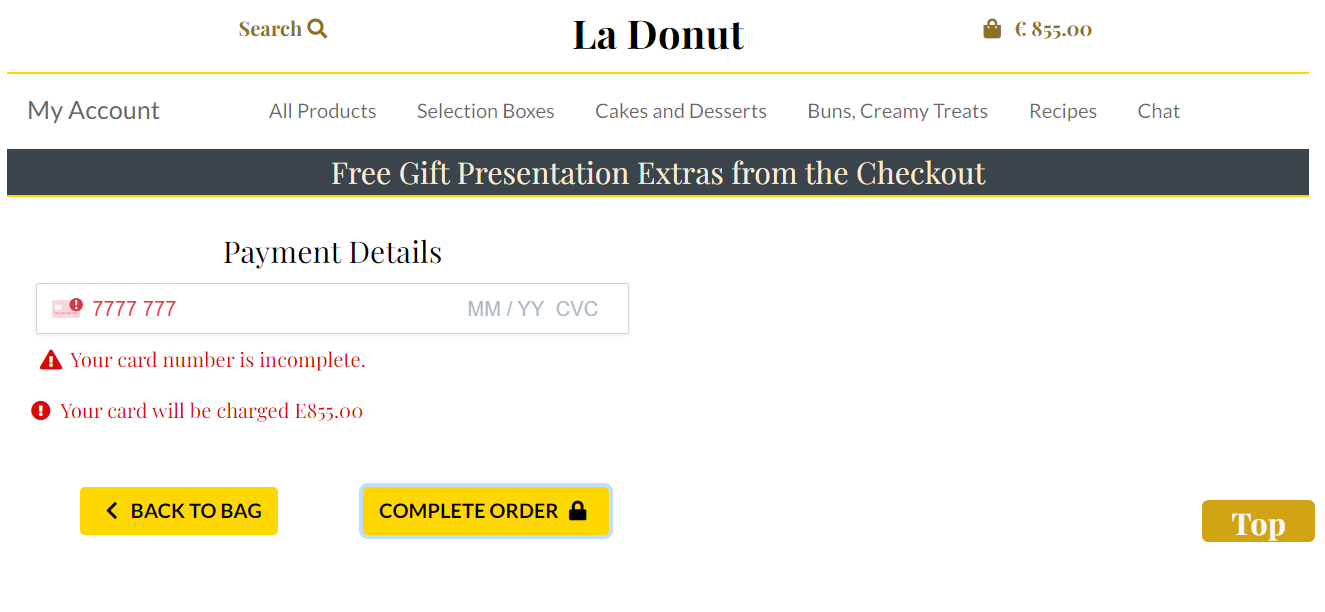 Search
La Donut
€ 855.00
My Account
All Products
Selection Boxes
Cakes and Desserts
Buns, Creamy Treats
Recipes
Chat
Free Gift Presentation Extras from the Checkout
Payment Details
7777 777 MM / YY CVC
Your card number is incomplete.
Your card will be charged E855.00
BACK TO BAG
COMPLETE ORDER
Top